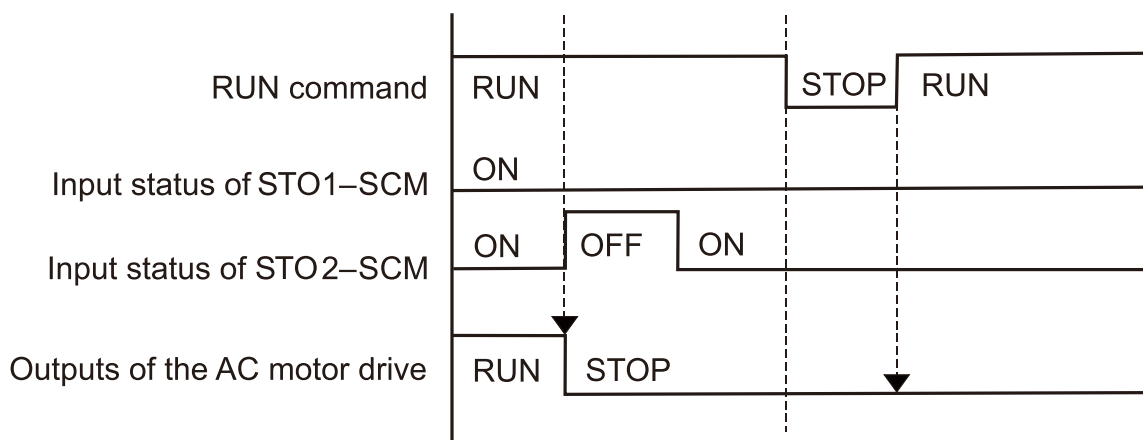 RUN command
RUN
STOP
RUN
Input status of STO1–SCM
ON
Input status of STO2–SCM
ON
OFF
ON
Outputs of the AC motor drive
RUN
STOP